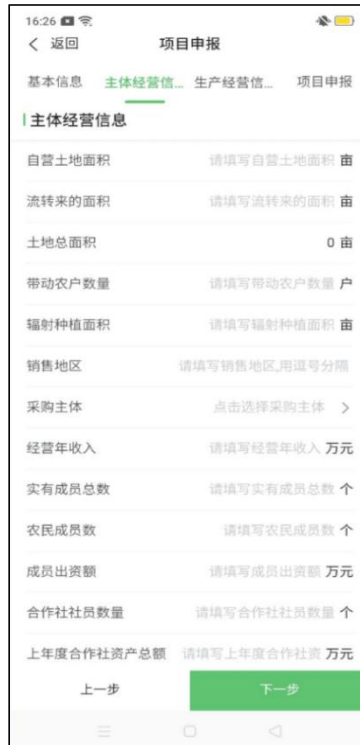 16:26
返回 项目申报
基本信息 主体经营信... 生产经营信... 项目申报
主体经营信息
自营土地面积 请填写自营土地面积 亩
流转来的面积 请填写流转来的面积 亩
土地总面积 0 亩
带动农户数量 请填写带动农户数量 户
辐射种植面积 请填写辐射种植面积 亩
销售地区 请填写销售地区,用逗号分隔
采购主体 点击选择采购主体 >
经营年收入 请填写经营年收入 万元
实有成员总数 请填写实有成员总数 个
农民成员数 请填写农民成员数 个
成员出资额 请填写成员出资额 万元
合作社社员数量 请填写合作社社员数量 个
上年度合作社资产总额 请填写上年度合作社资 万元
上一步 下一步